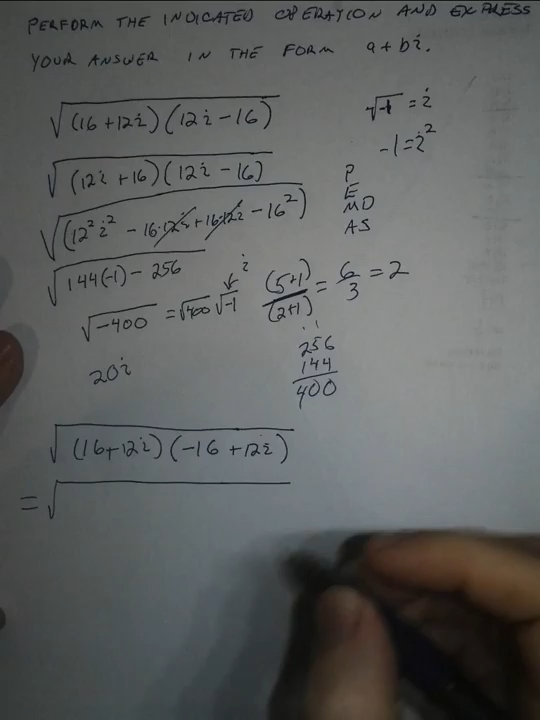 PERFORM THE INDICATED OPERATION AND EXPRESS
YOUR ANSWER IN THE FORM a+bi.
√(16+12i)(12i-16)
√-1 = i
-1 = i²
√(12i+16)(12i-16)
P
E
MD
AS
√(12²i² - 16·12i + 16·12i - 16²)
√144(-1) - 256
i
√-400 = √400 √-1
(5+1)/(2+1) = 6/3 = 2
20i
256
144
400
√(16+12i)(-16+12i)
= √